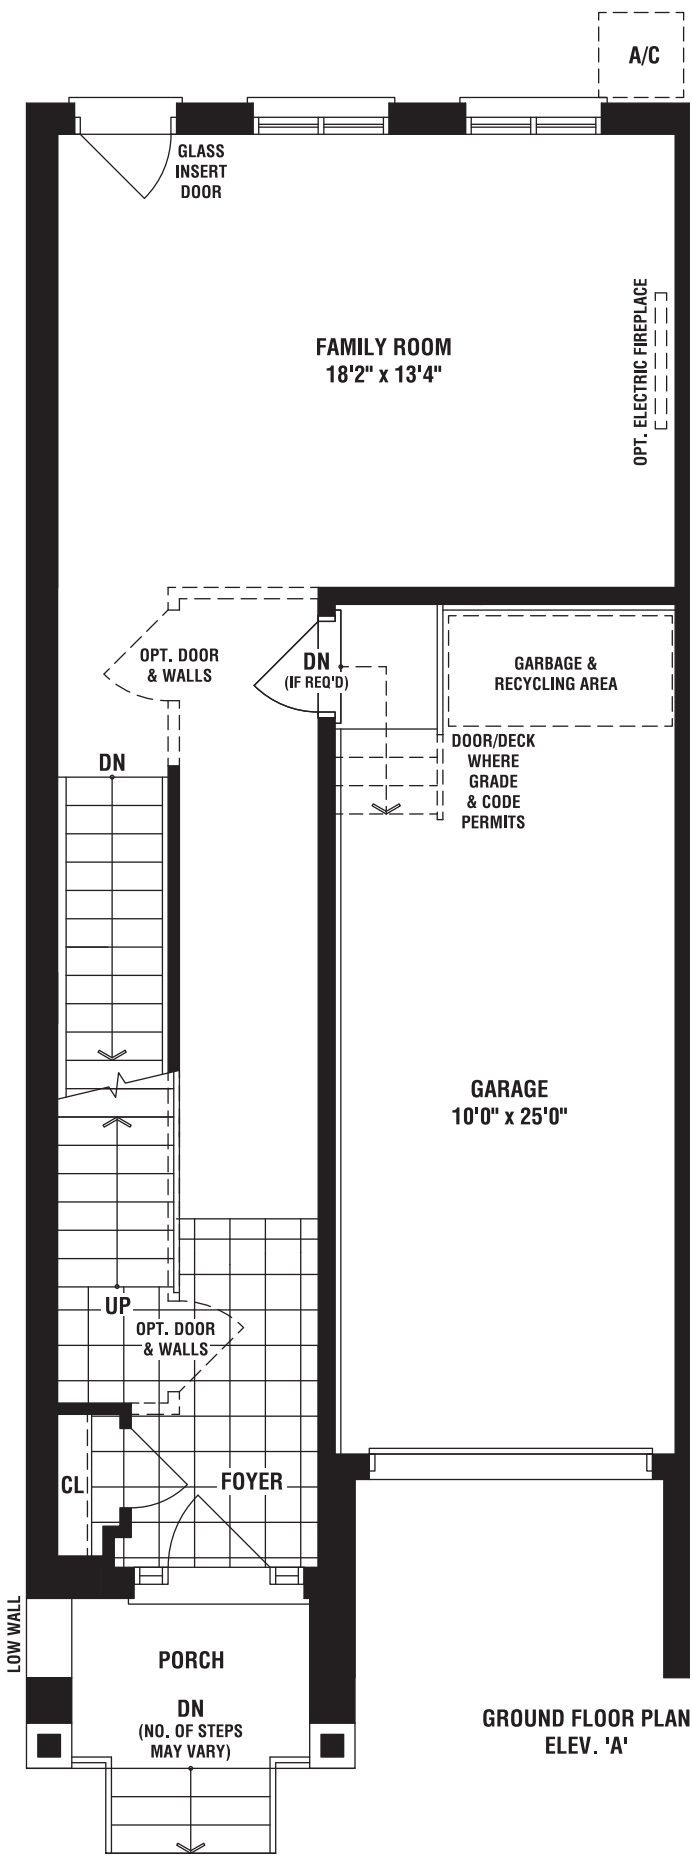 A/C
GLASS
INSERT
DOOR
FAMILY ROOM
18'2" x 13'4"
OPT. ELECTRIC FIREPLACE
OPT. DOOR
& WALLS
DN
(IF REQ'D)
GARBAGE &
RECYCLING AREA
DOOR/DECK
WHERE
GRADE
& CODE
PERMITS
DN
GARAGE
10'0" x 25'0"
UP
OPT. DOOR
& WALLS
CL
FOYER
LOW WALL
PORCH
DN
(NO. OF STEPS
MAY VARY)
GROUND FLOOR PLAN
ELEV. 'A'